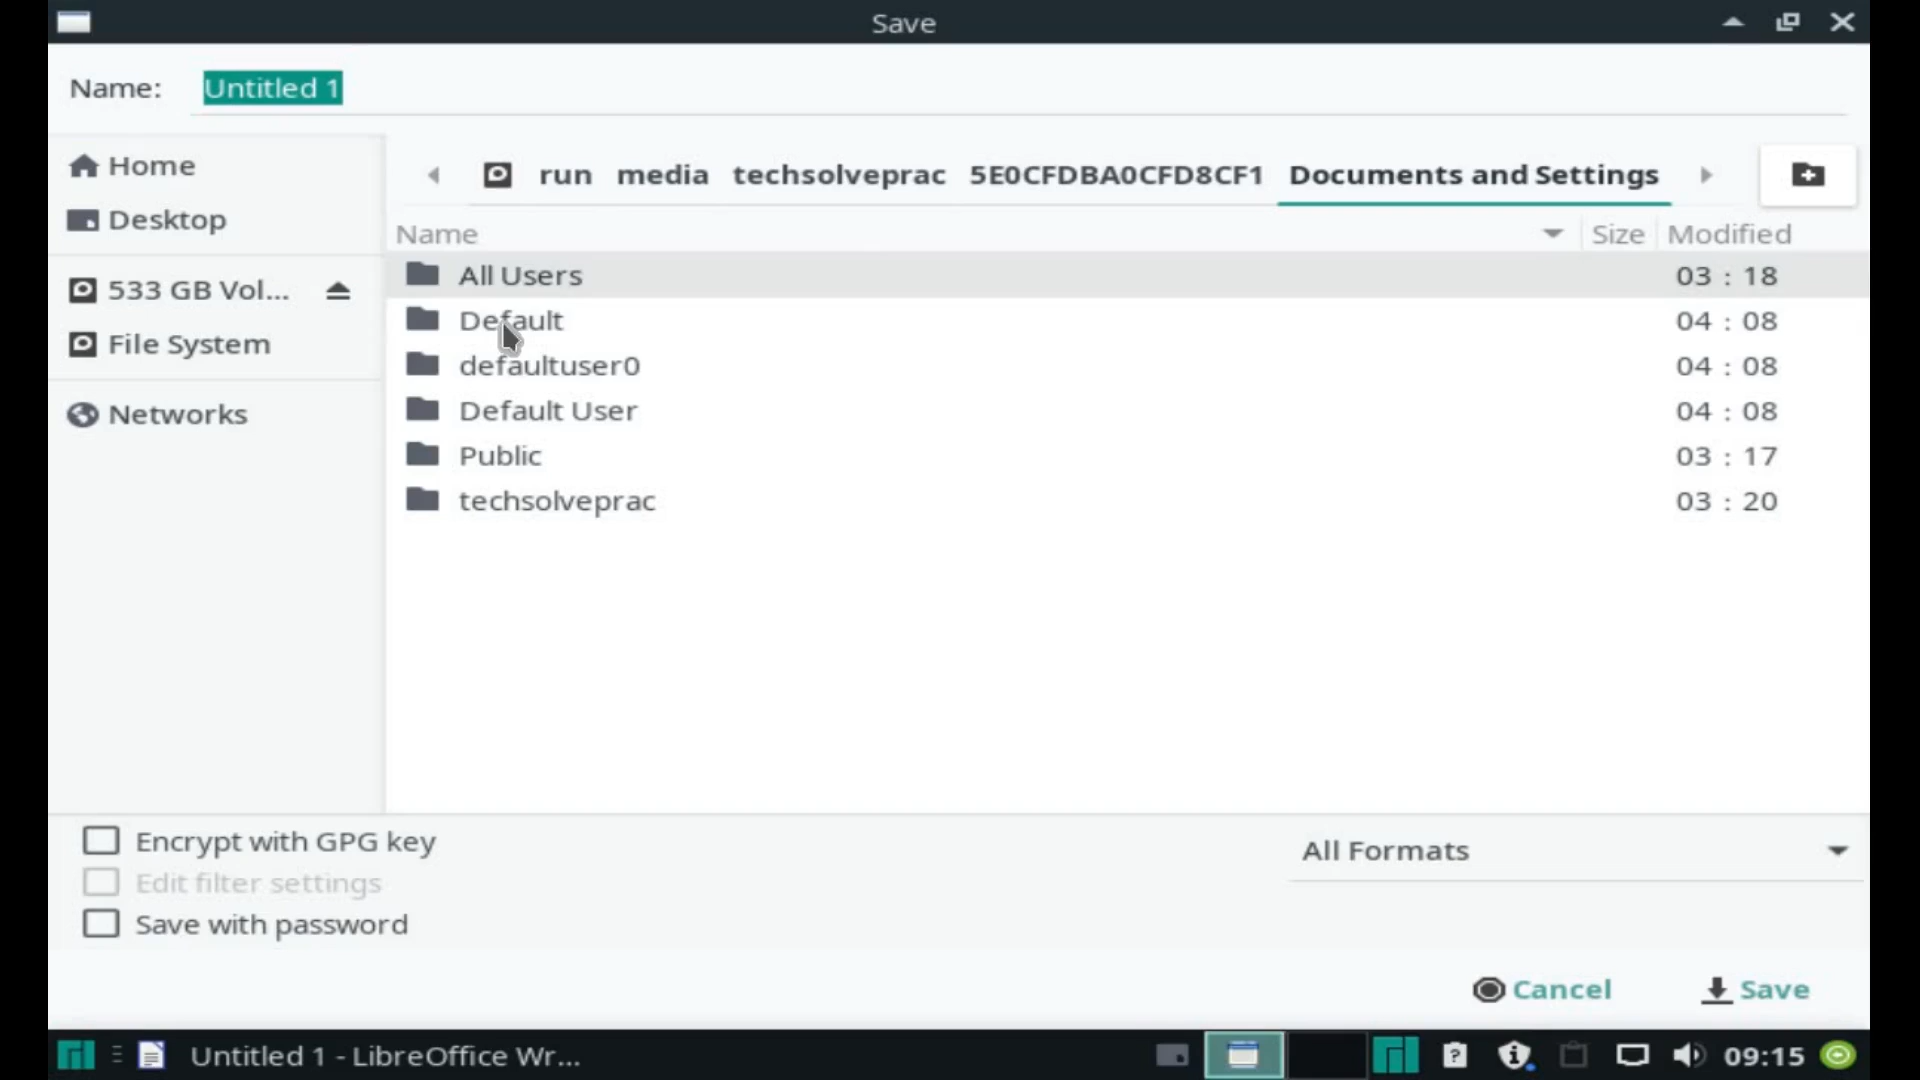 Save
Name: Untitled 1
Home
Desktop
533 GB Vol...
File System
Networks
run media techsolveprac 5E0CFDBA0CFD8CF1 Documents and Settings
Name Size Modified
All Users 03 : 18
Default 04 : 08
defaultuser0 04 : 08
Default User 04 : 08
Public 03 : 17
techsolveprac 03 : 20
Encrypt with GPG key
Edit filter settings
Save with password
All Formats
Cancel Save
Untitled 1 - LibreOffice Wr... 09:15